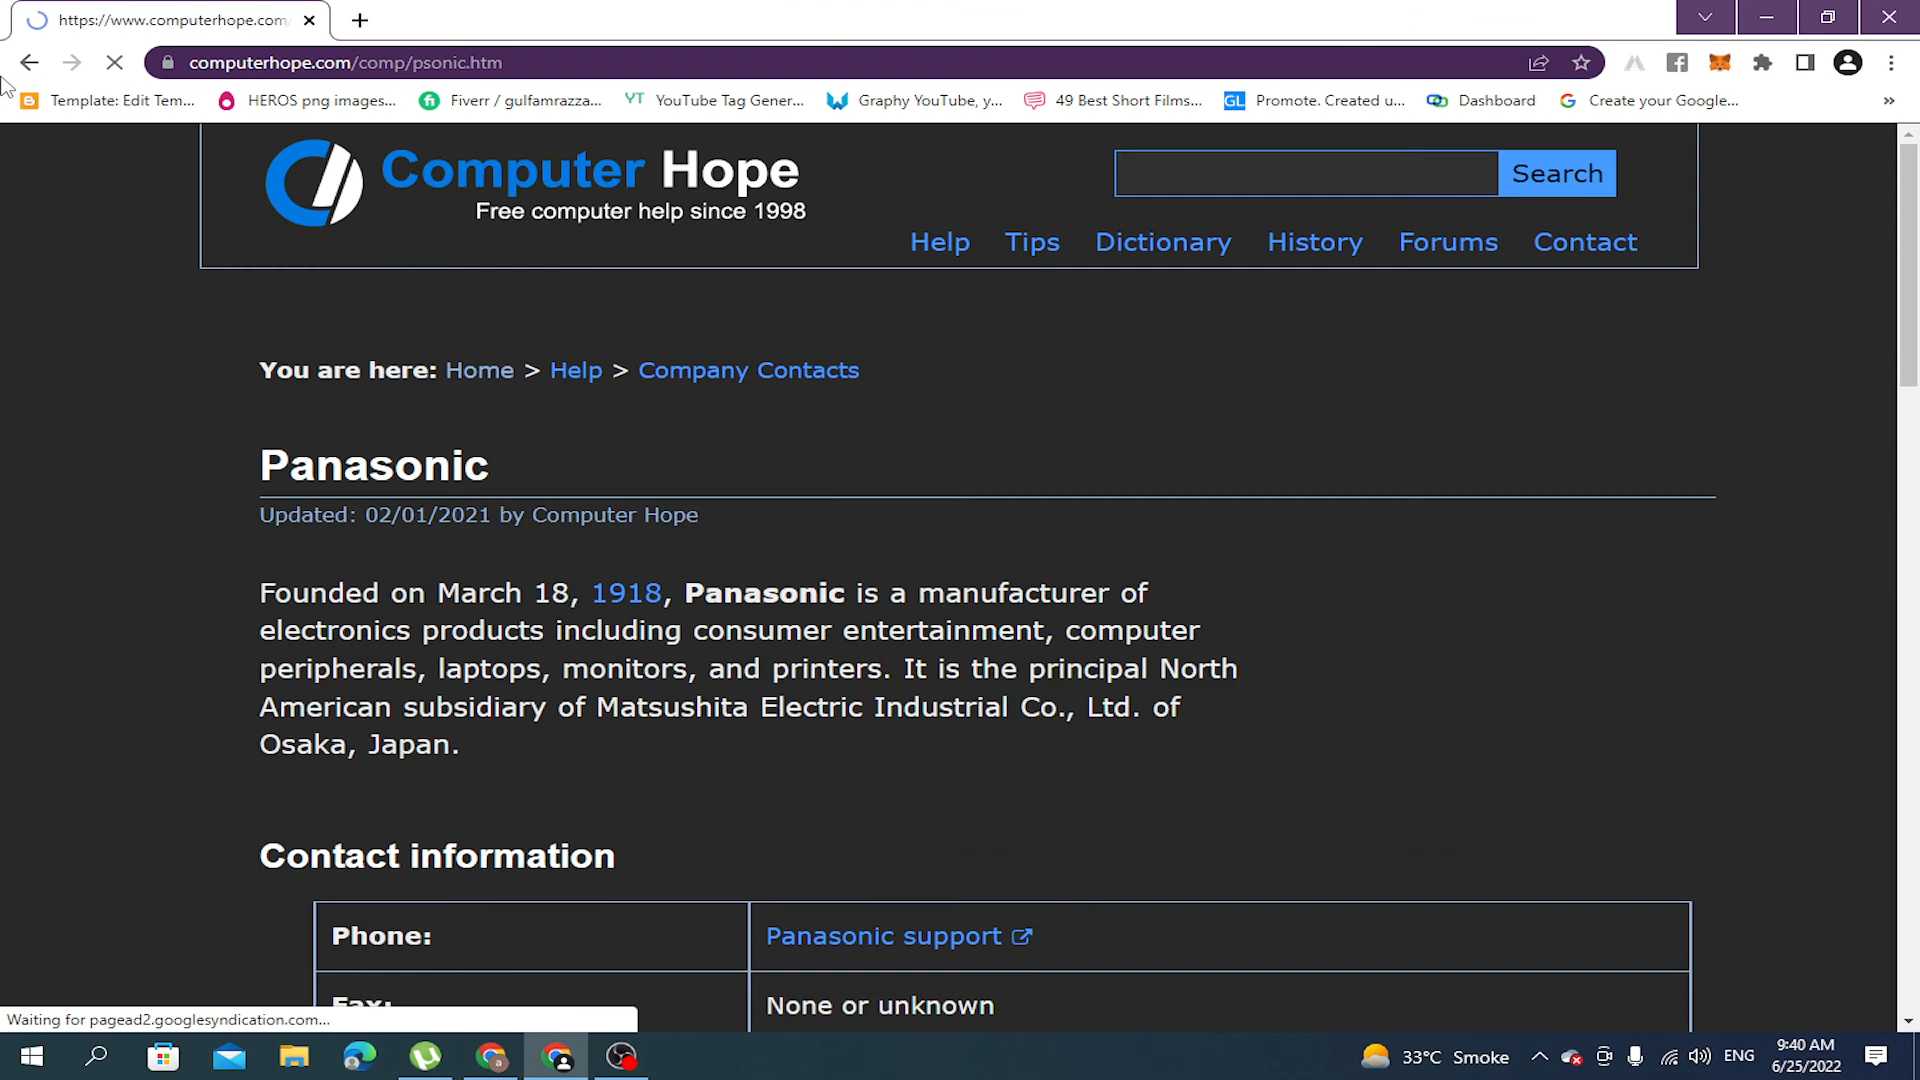 https://www.computerhope.com/
computerhope.com/comp/psonic.htm
Template: Edit Tem... HEROS png images... Fiverr / gulfamrazza... YT YouTube Tag Gener... Graphy YouTube, y... 49 Best Short Films... GL Promote. Created u... Dashboard Create your Google... »
Computer Hope
Free computer help since 1998
Search
Help Tips Dictionary History Forums Contact
You are here: Home > Help > Company Contacts
Panasonic
Updated: 02/01/2021 by Computer Hope
Founded on March 18, 1918, Panasonic is a manufacturer of
electronics products including consumer entertainment, computer
peripherals, laptops, monitors, and printers. It is the principal North
American subsidiary of Matsushita Electric Industrial Co., Ltd. of
Osaka, Japan.
Contact information
Phone: Panasonic support
Fax: None or unknown
Waiting for pagead2.googlesyndication.com...
33°C Smoke ENG 9:40 AM
6/25/2022